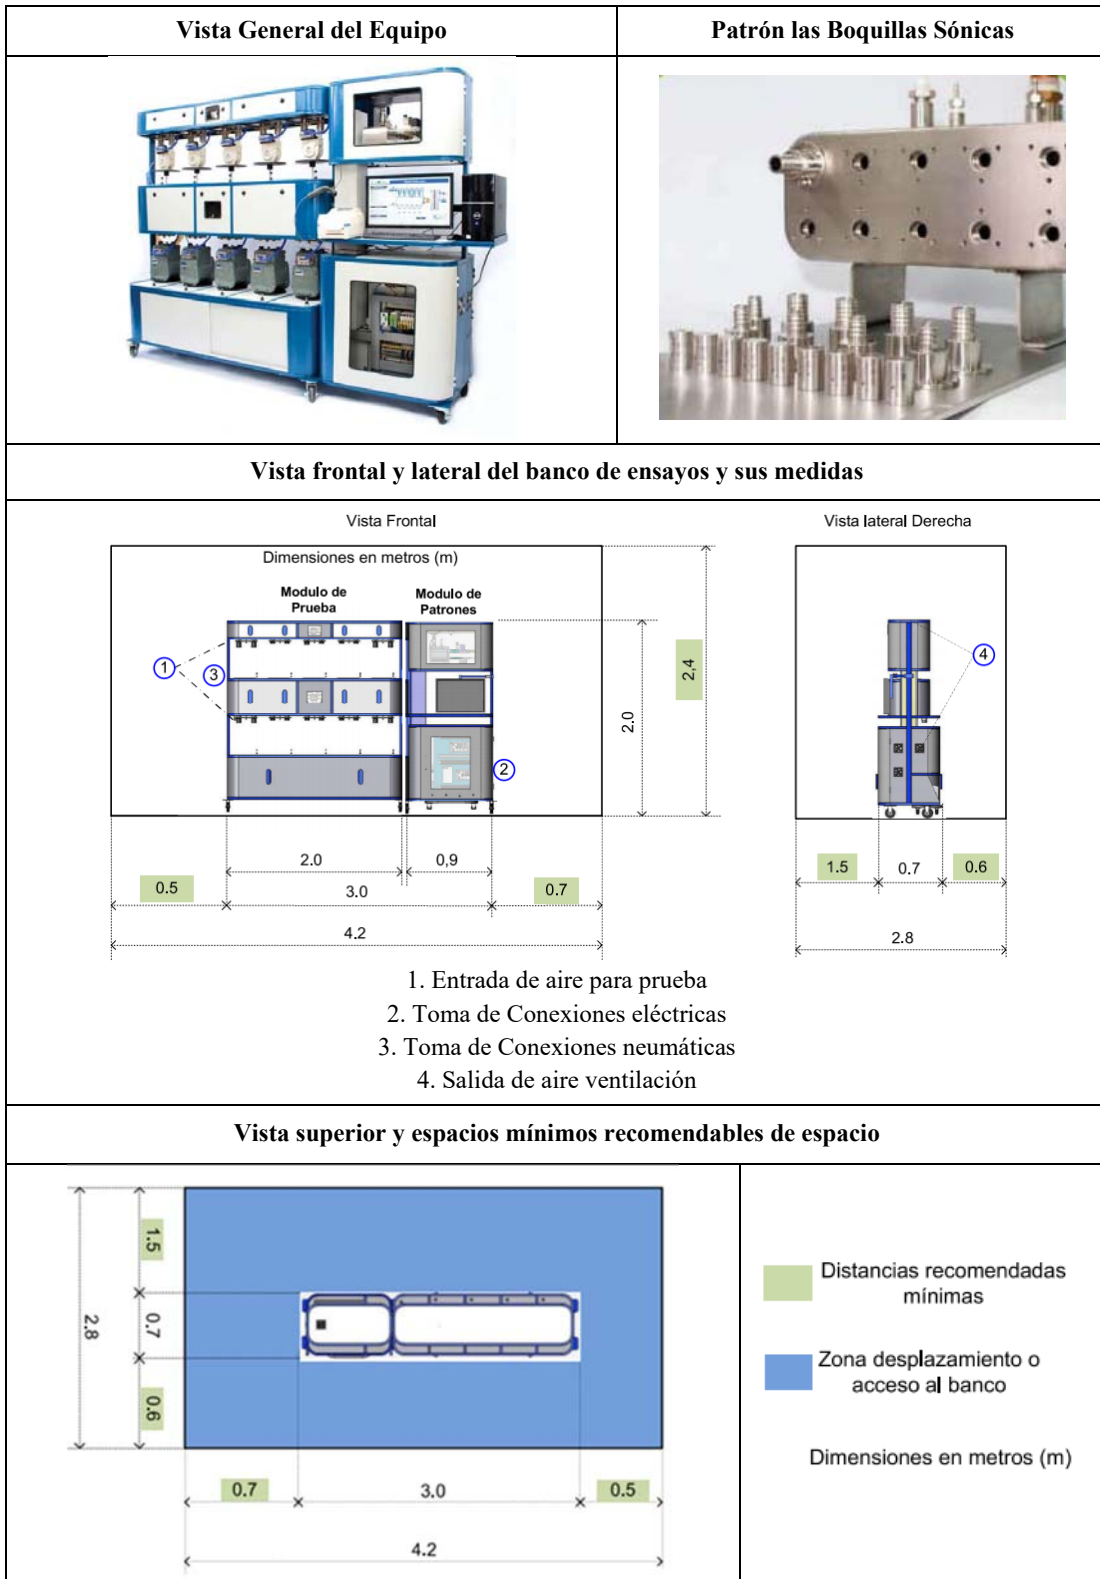 Vista General del Equipo
Patrón las Boquillas Sónicas
Vista frontal y lateral del banco de ensayos y sus medidas
Vista Frontal
Vista lateral Derecha
Dimensiones en metros (m)
Modulo de
Prueba
Modulo de
Patrones
1
3
2
4
2,4
2.0
2.0
0,9
0.5
3.0
0.7
4.2
1.5
0.7
0.6
2.8
1. Entrada de aire para prueba
2. Toma de Conexiones eléctricas
3. Toma de Conexiones neumáticas
4. Salida de aire ventilación
Vista superior y espacios mínimos recomendables de espacio
1.5
0.7
0.6
2.8
0.7
3.0
0.5
4.2
Distancias recomendadas
mínimas
Zona desplazamiento o
acceso al banco
Dimensiones en metros (m)